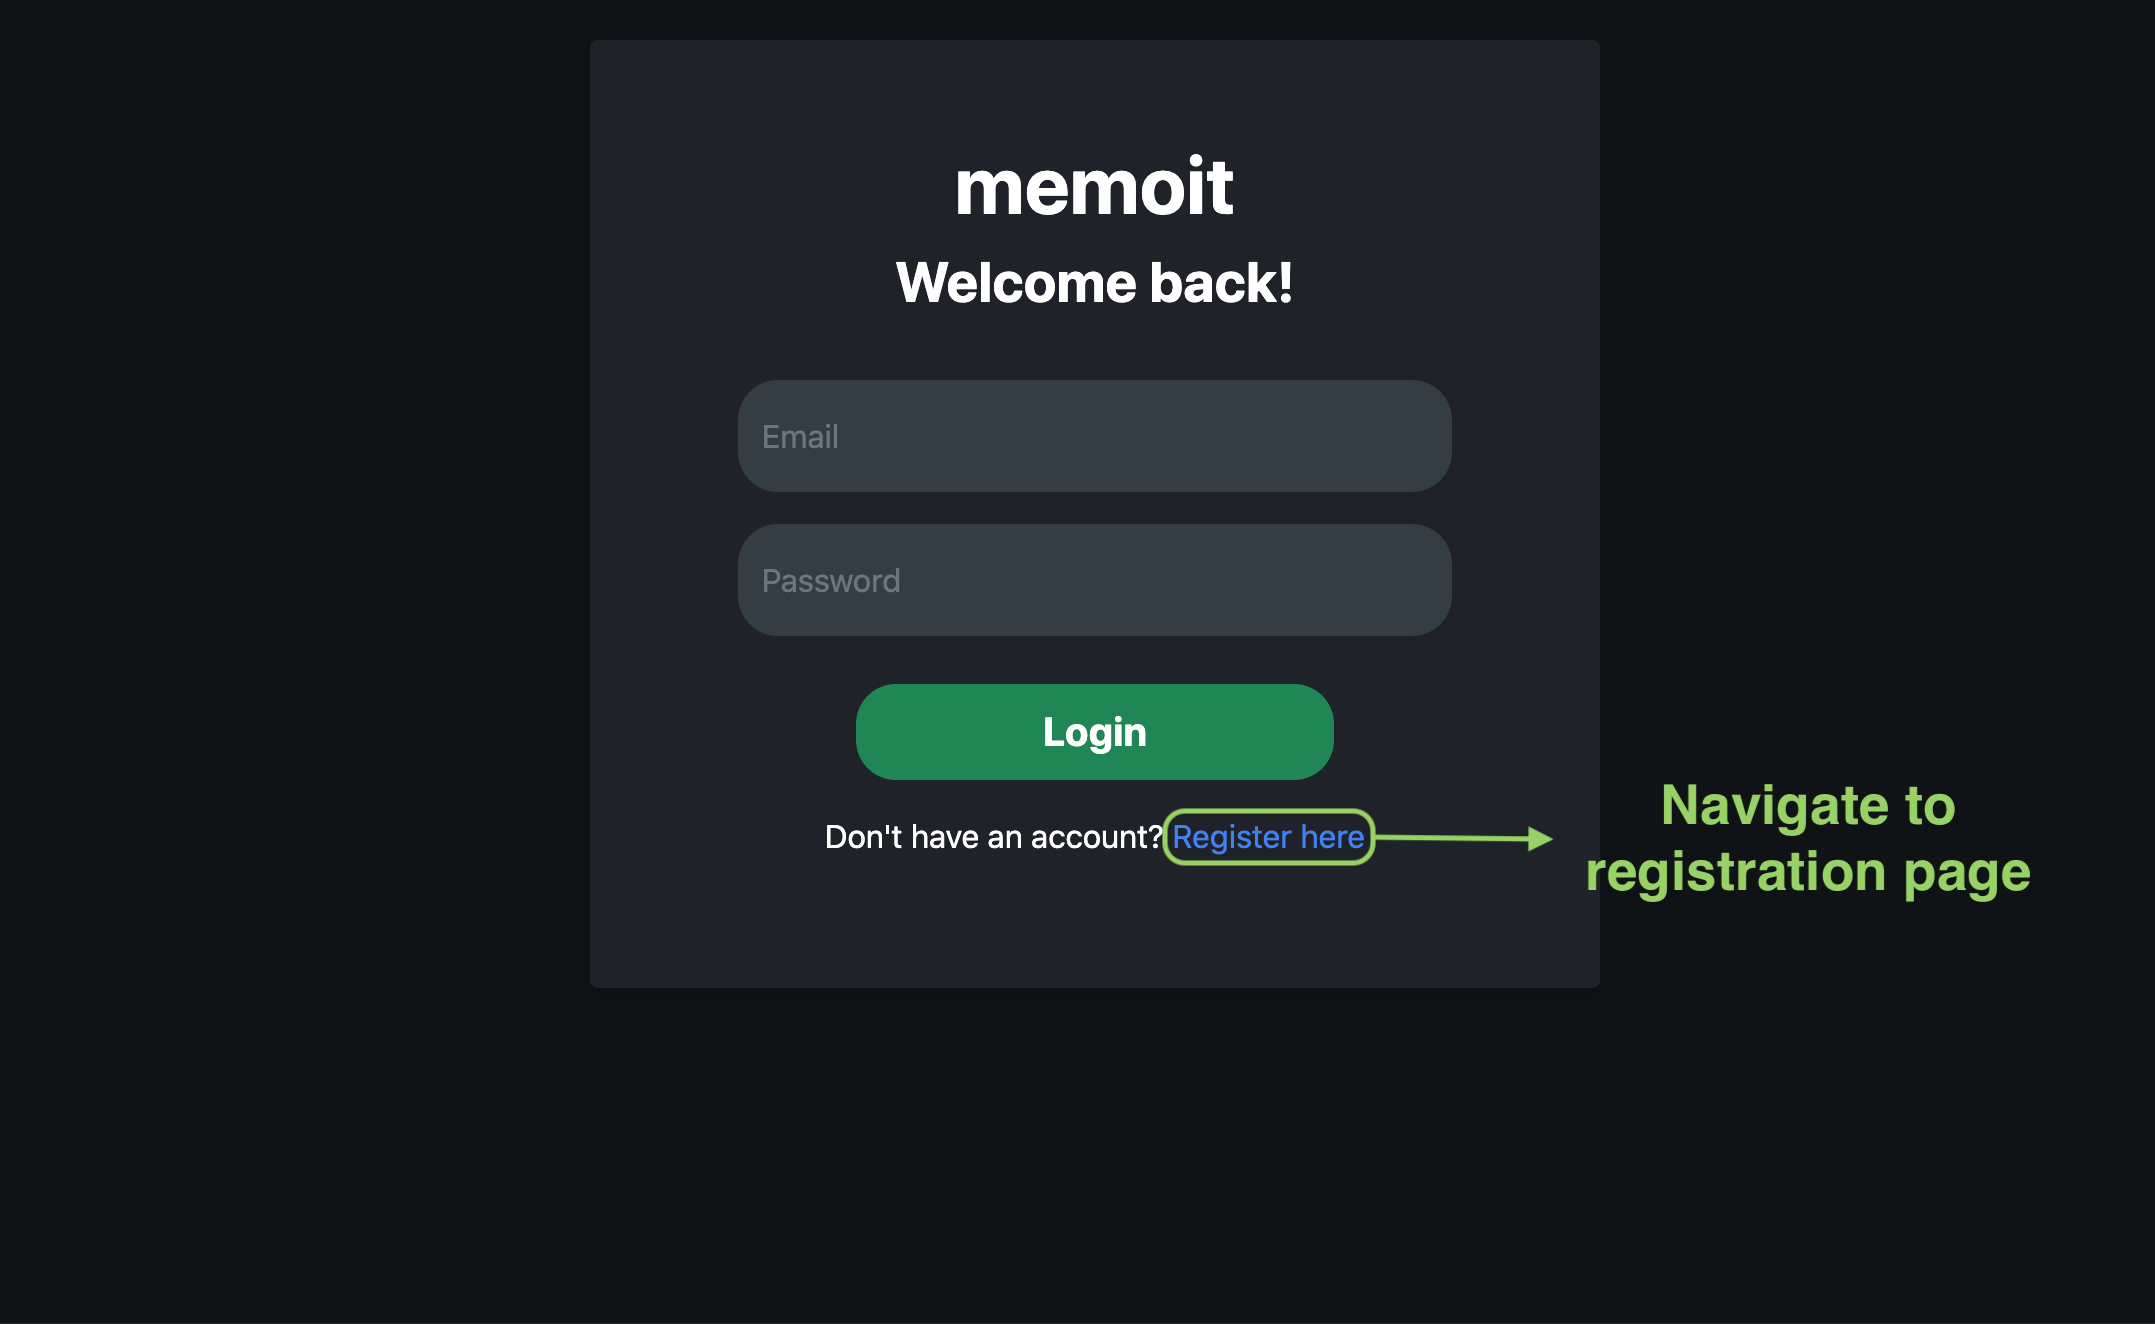 memoit
Welcome back!
Email
Password
Login
Don't have an account? Register here
Navigate to
registration page